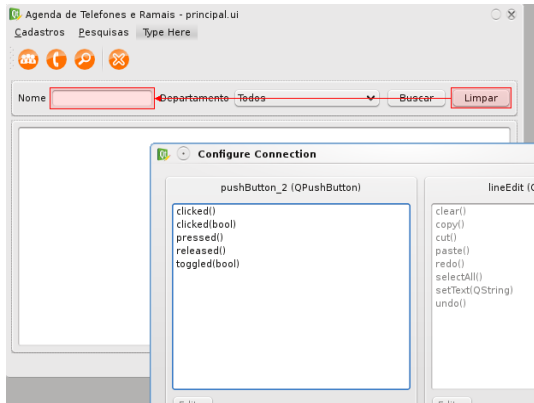 Agenda de Telefones e Ramais - principal.ui
Cadastros Pesquisas Type Here
Nome Departamento Todos Buscar Limpar
Configure Connection
pushButton_2 (QPushButton)
clicked()
clicked(bool)
pressed()
released()
toggled(bool)
lineEdit (
clear()
copy()
cut()
paste()
redo()
selectAll()
setText(QString)
undo()